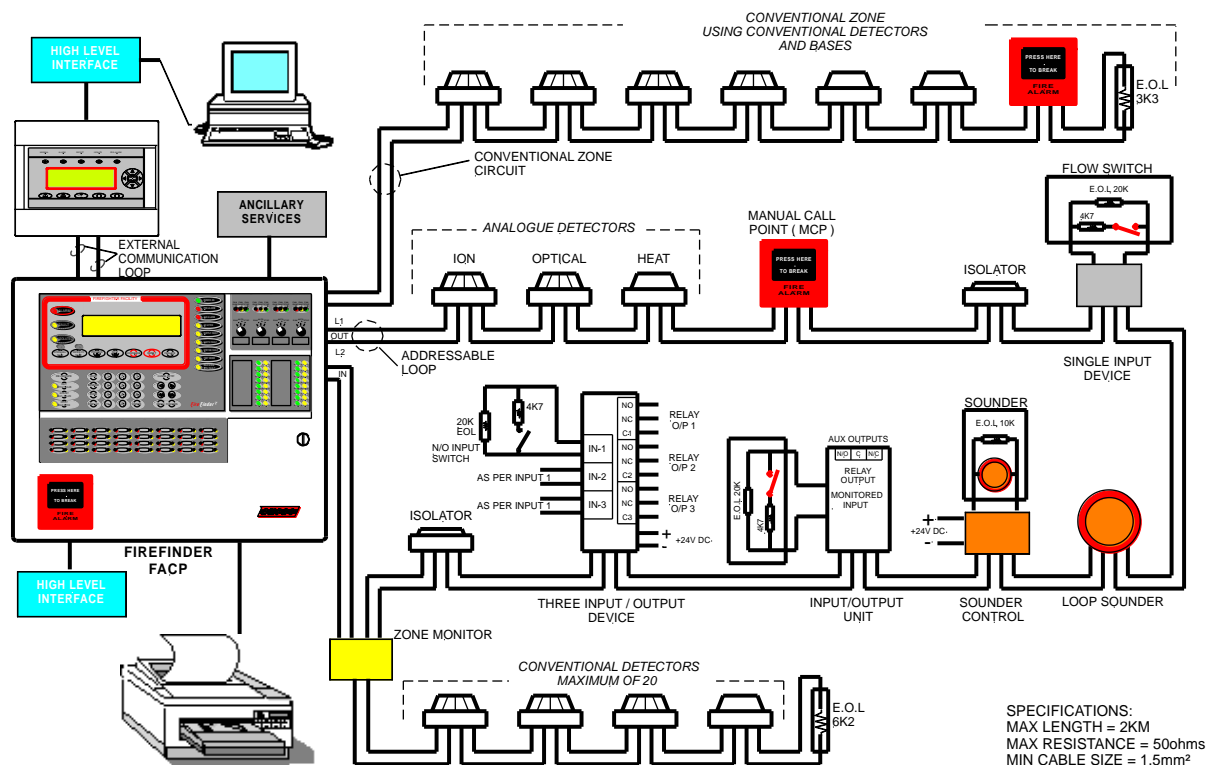 CONVENTIONAL ZONE
USING CONVENTIONAL DETECTORS
AND BASES
HIGH LEVEL
INTERFACE
PRESS HERE
TO BREAK
FIRE
ALARM
E.O.L
3K3
CONVENTIONAL ZONE
CIRCUIT
FLOW SWITCH
E.O.L 20K
4K7
ANCILLARY
SERVICES
ANALOGUE DETECTORS
MANUAL CALL
POINT ( MCP )
EXTERNAL
COMMUNICATION
LOOP
ION
OPTICAL
HEAT
PRESS HERE
TO BREAK
FIRE
ALARM
ISOLATOR
FIREFIGHTER FACILITY
L1
OUT
L2
IN
ADDRESSABLE
LOOP
SINGLE INPUT
DEVICE
20K
EOL
4K7
N/O INPUT
SWITCH
IN-1
IN-2
IN-3
AS PER INPUT 1
AS PER INPUT 1
NO
NC
C1
NO
NC
C2
NO
NC
C3
RELAY
O/P 1
RELAY
O/P 2
RELAY
O/P 3
+
-
+24V DC
E.O.L 20K
4K7
AUX OUTPUTS
N/O C N/C
RELAY
OUTPUT
MONITORED
INPUT
SOUNDER
E.O.L 10K
+
+24V DC
-
PRESS HERE
TO BREAK
FIRE
ALARM
ISOLATOR
FIREFINDER
FACP
HIGH LEVEL
INTERFACE
THREE INPUT / OUTPUT
DEVICE
INPUT/OUTPUT
UNIT
SOUNDER
CONTROL
LOOP SOUNDER
ZONE MONITOR
CONVENTIONAL DETECTORS
MAXIMUM OF 20
E.O.L
6K2
SPECIFICATIONS:
MAX LENGTH = 2KM
MAX RESISTANCE = 50ohms
MIN CABLE SIZE = 1.5mm²